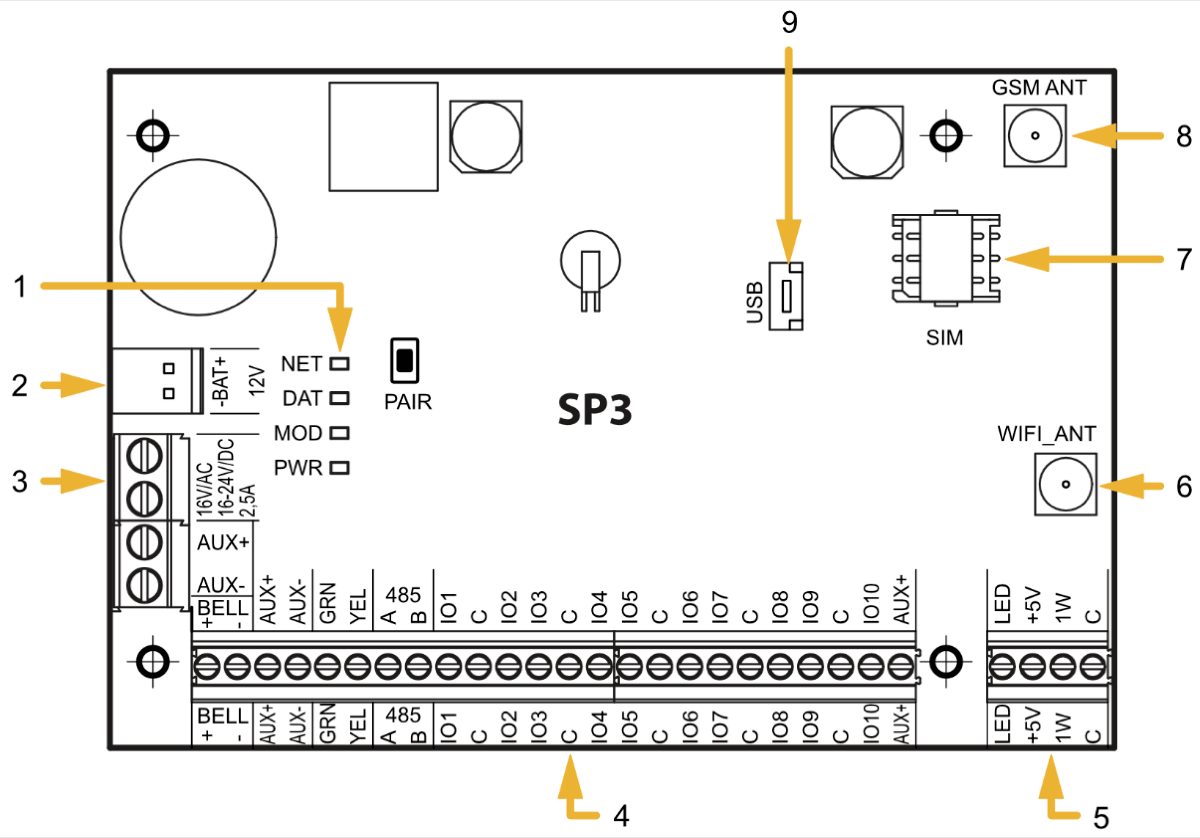 9
GSM ANT
8
7
SIM
USB
1
NET
DAT
MOD
PWR
PAIR
SP3
2
-BAT+
12V
WIFI_ANT
6
3
16V/AC
16-24V/DC
2,5A
AUX+
AUX-
BELL AUX+ AUX- GRN YEL 485 IO1 C IO2 IO3 C IO4 IO5 C IO6 IO7 C IO8 IO9 C IO10 AUX+ LED +5V 1W C
+ - A B
BELL AUX+ AUX- GRN YEL 485 IO1 C IO2 IO3 C IO4 IO5 C IO6 IO7 C IO8 IO9 C IO10 AUX+ LED +5V 1W C
+ - A B
4
5